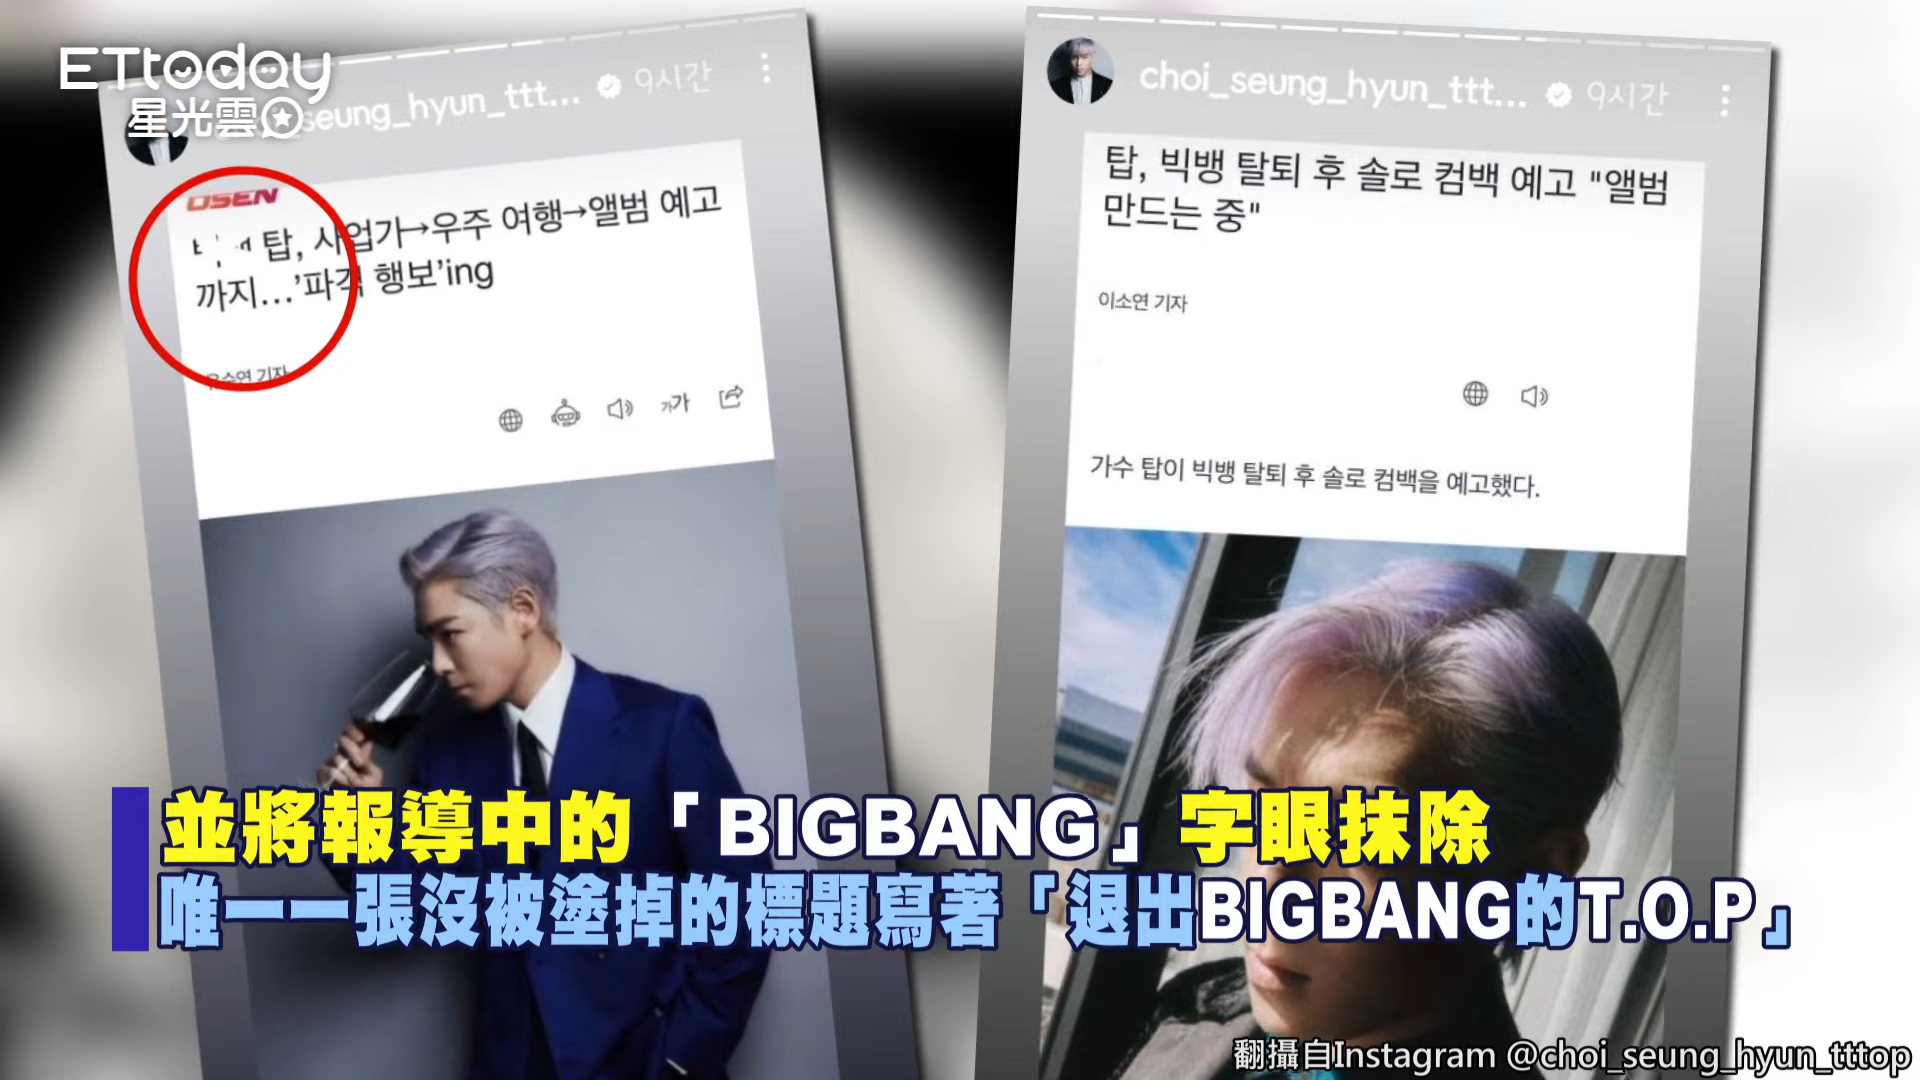 ETtoday
星光雲
seung_hyun_ttt... 9시간
OSEN
탑, 사업가→우주 여행→앨범 예고
까지...'파격 행보'ing
기자
가가
choi_seung_hyun_ttt... 9시간
탑, 빅뱅 탈퇴 후 솔로 컴백 예고 "앨범
만드는 중"
이소연 기자
가수 탑이 빅뱅 탈퇴 후 솔로 컴백을 예고했다.
並將報導中的「BIGBANG」字眼抹除
唯一一張沒被塗掉的標題寫著「退出BIGBANG的T.O.P」
翻攝自Instagram @choi_seung_hyun_tttop